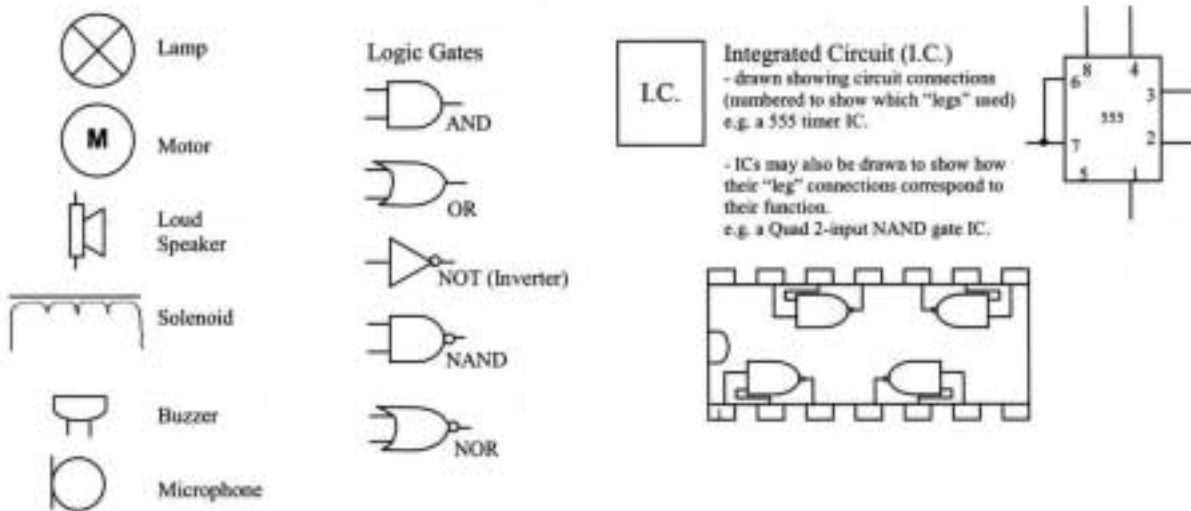 Lamp
Motor
M
Loud
Speaker
Solenoid
Buzzer
Microphone
Logic Gates
AND
OR
NOT (Inverter)
NAND
NOR
I.C.
Integrated Circuit (I.C.)
- drawn showing circuit connections
(numbered to show which “legs” used)
e.g. a 555 timer IC.
- ICs may also be drawn to show how
their “leg” connections correspond to
their function.
e.g. a Quad 2-input NAND gate IC.
8 4
6 3
555
7 2
5 1
1